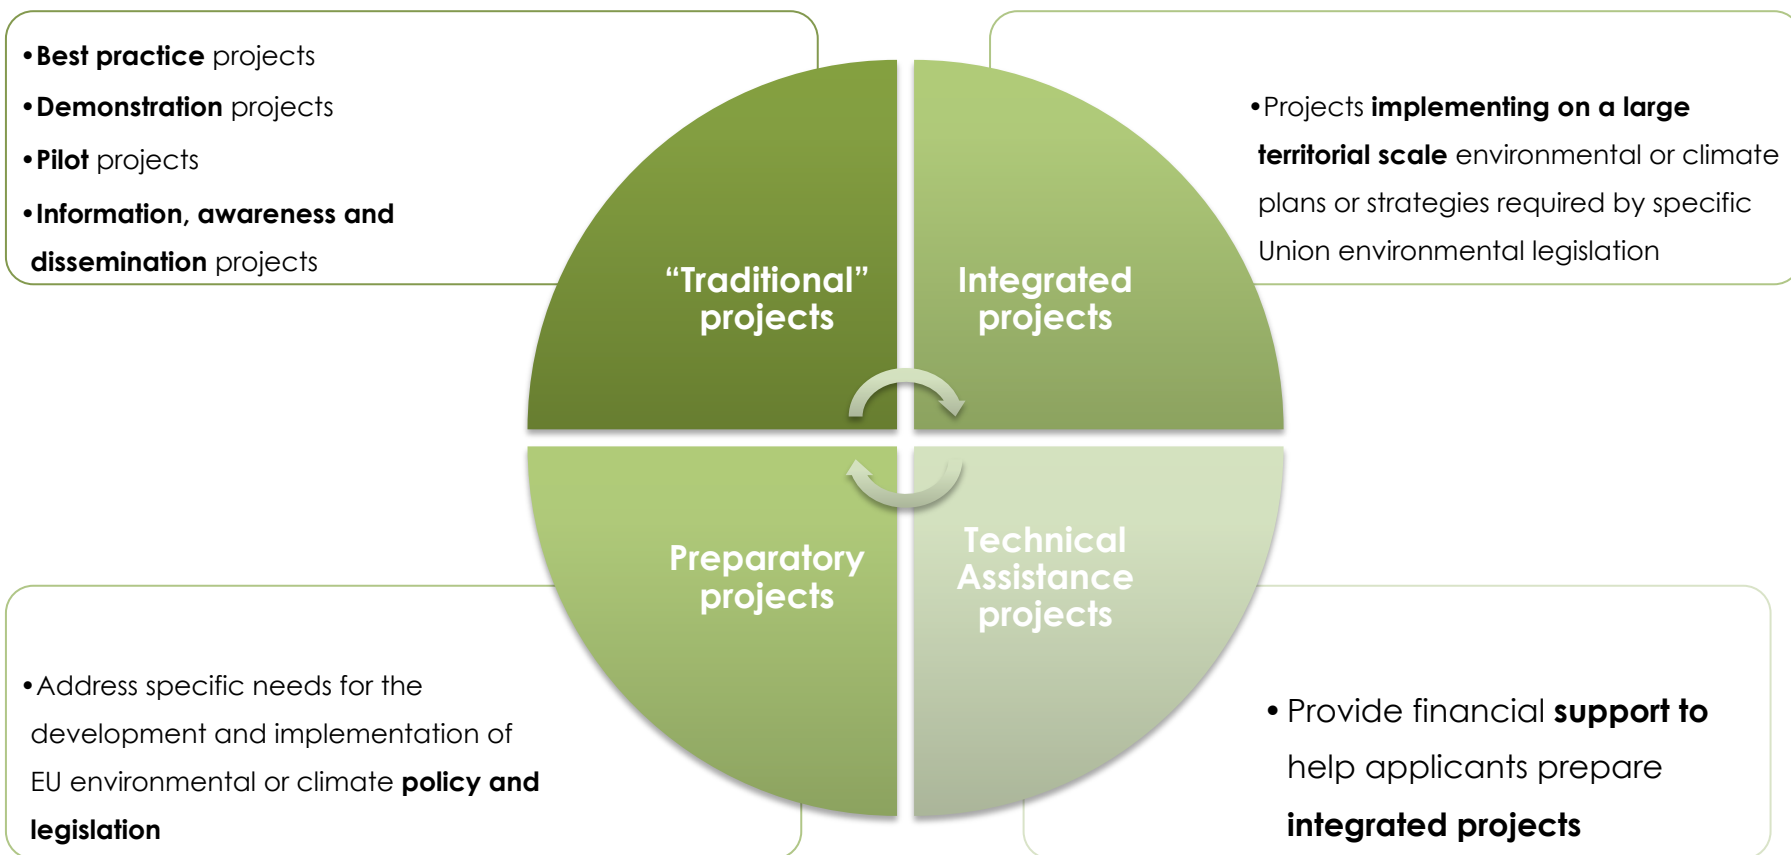 •Best practice projects
•Demonstration projects
•Pilot projects
•Information, awareness and
dissemination projects
•Projects implementing on a large
territorial scale environmental or climate
plans or strategies required by specific
Union environmental legislation
“Traditional”
projects
Integrated
projects
Preparatory
projects
Technical
Assistance
projects
•Address specific needs for the
development and implementation of
EU environmental or climate policy and
legislation
•Provide financial support to
help applicants prepare
integrated projects